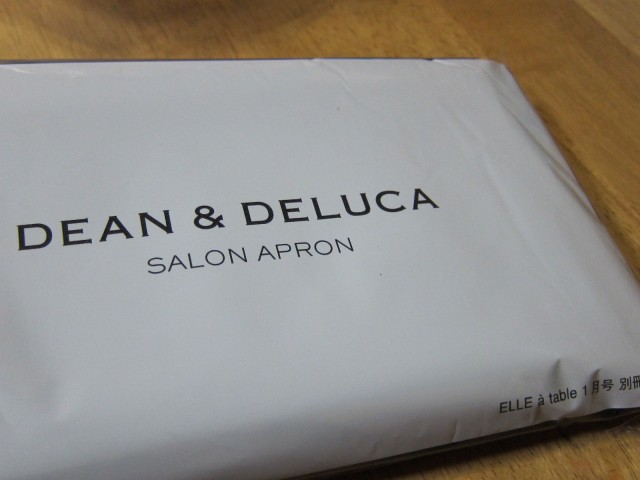 DEAN & DELUCA
SALON APRON
ELLE à table 1月号 別冊